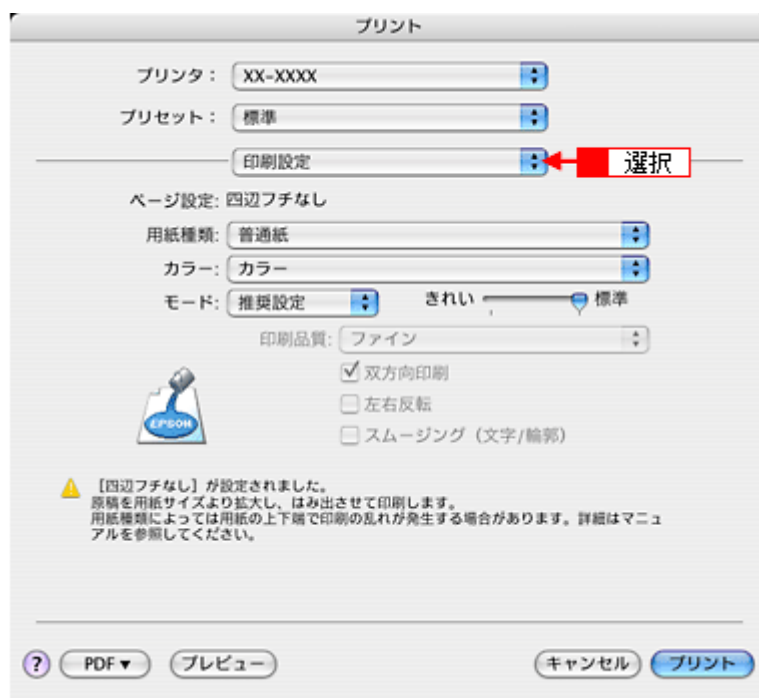 プリント
プリンタ： XX-XXXX
プリセット： 標準
印刷設定 選択
ページ設定: 四辺フチなし
用紙種類: 普通紙
カラー: カラー
モード: 推奨設定 きれい 標準
印刷品質: ファイン
双方向印刷
左右反転
EPSON
スムージング（文字/輪郭）
［四辺フチなし］が設定されました。
原稿を用紙サイズより拡大し、はみ出させて印刷します。
用紙種類によっては用紙の上下端で印刷の乱れが発生する場合があります。詳細はマニュ
アルを参照してください。
? PDF▼ プレビュー キャンセル プリント